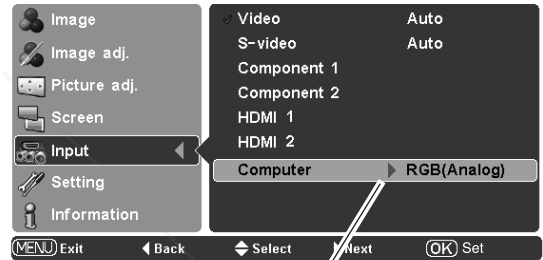 Image
Image adj.
Picture adj.
Screen
Input
Setting
Information
Video Auto
S-video Auto
Component 1
Component 2
HDMI 1
HDMI 2
Computer RGB(Analog)
MENU Exit Back Select Next OK Set